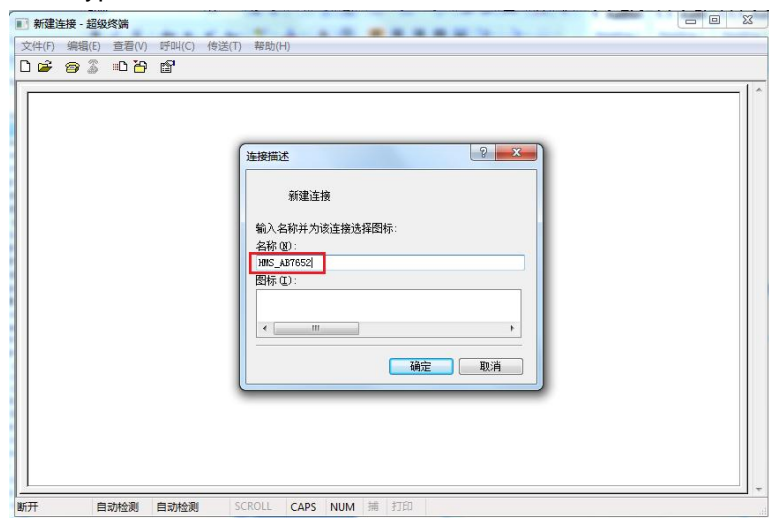 新建连接 - 超级终端
文件(F) 编辑(E) 查看(V) 呼叫(C) 传送(T) 帮助(H)
连接描述
新建连接
输入名称并为该连接选择图标:
名称(N):
HMS_AB7652
图标(I):
确定 取消
断开 自动检测 自动检测 SCROLL CAPS NUM 捕 打印